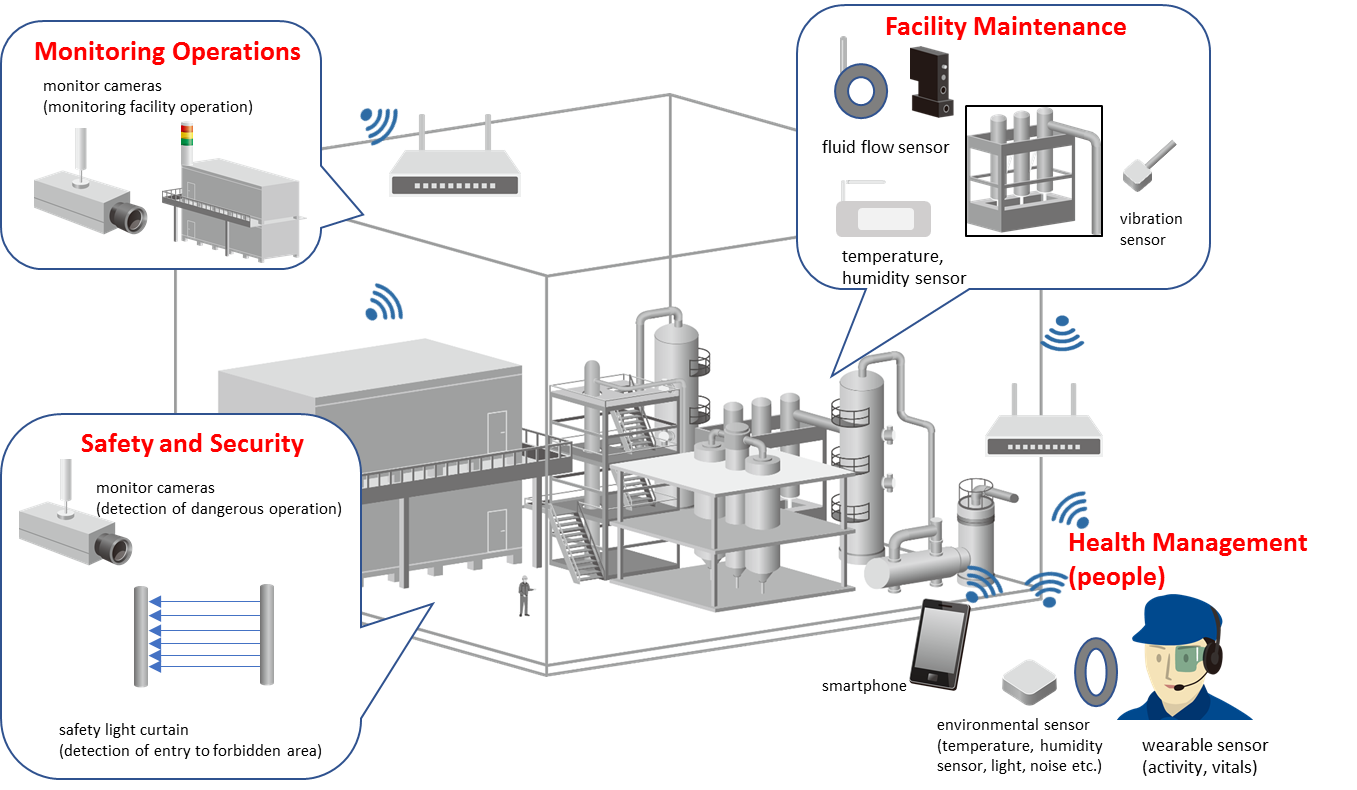 Monitoring Operations
monitor cameras
(monitoring facility operation)
Facility Maintenance
fluid flow sensor
temperature,
humidity sensor
vibration
sensor
Safety and Security
monitor cameras
(detection of dangerous operation)
safety light curtain
(detection of entry to forbidden area)
Health Management
(people)
smartphone
environmental sensor
(temperature, humidity
sensor, light, noise etc.)
wearable sensor
(activity, vitals)